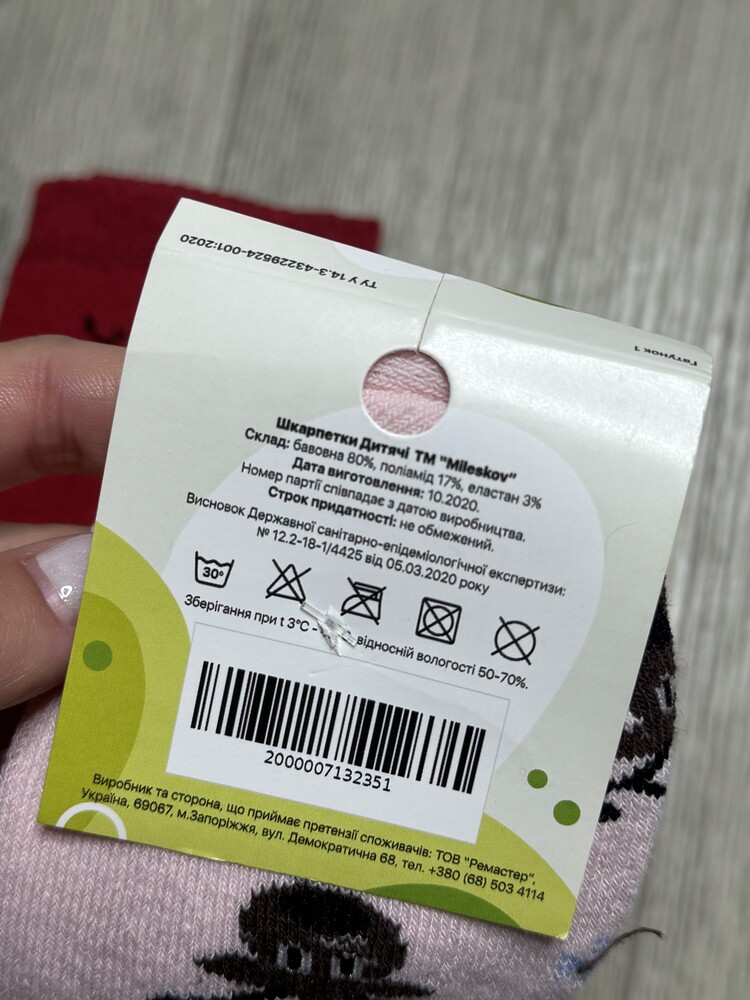 ТУ 14.3-43229524-001:2020
Гатунок 1
Шкарпетки Дитячі ТМ "Mileskov"
Склад: бавовна 80%, поліамід 17%, еластан 3%
Дата виготовлення: 10.2020.
Номер партії співпадає з датою виробництва.
Строк придатності: не обмежений.
Висновок Державної санітарно-епідеміологічної експертизи:
№ 12.2-18-1/4425 від 05.03.2020 року
30°
Зберігання при t 3°C - відносній вологості 50-70%.
2000007132351
Виробник та сторона, що приймає претензії споживачів: ТОВ "Ремастер",
Україна, 69067, м.Запоріжжя, вул. Демократична 68, тел. +380 (68) 503 4114